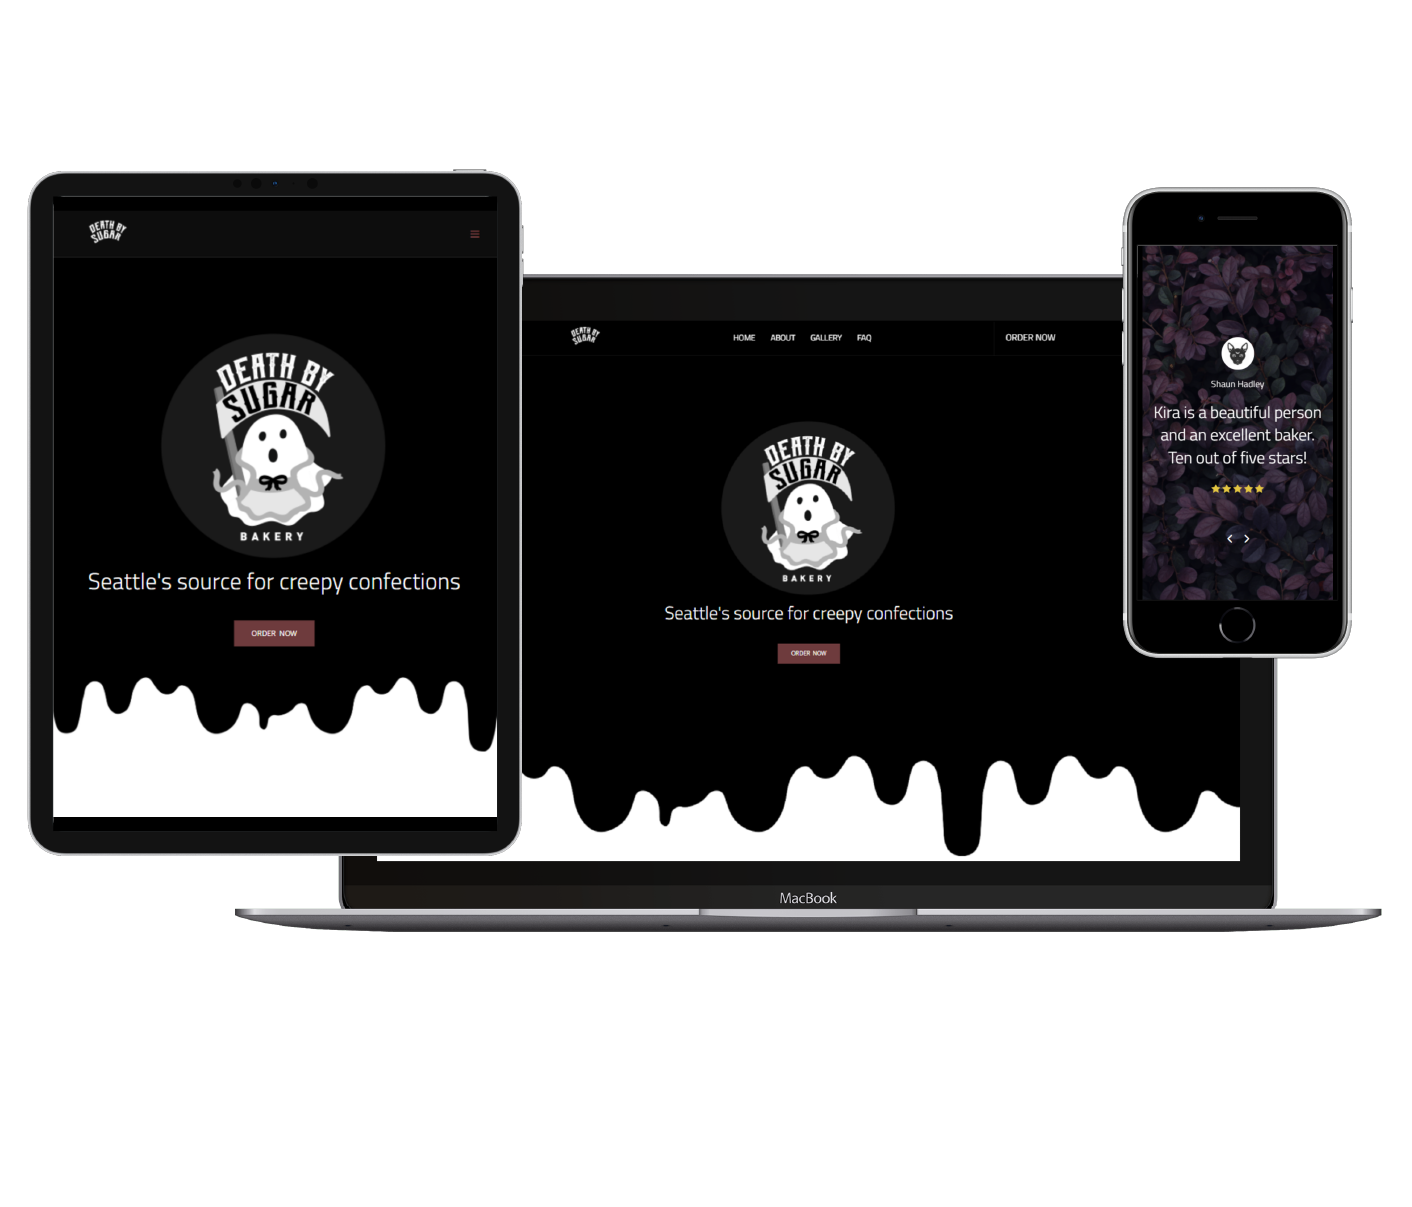 DEATH BY
SUGAR
DEATH BY
SUGAR
BAKERY
Seattle's source for creepy confections
ORDER NOW
DEATH BY
SUGAR
HOME ABOUT GALLERY FAQ
ORDER NOW
DEATH BY
SUGAR
BAKERY
Seattle's source for creepy confections
ORDER NOW
MacBook
Shaun Hadley
Kira is a beautiful person
and an excellent baker.
Ten out of five stars!